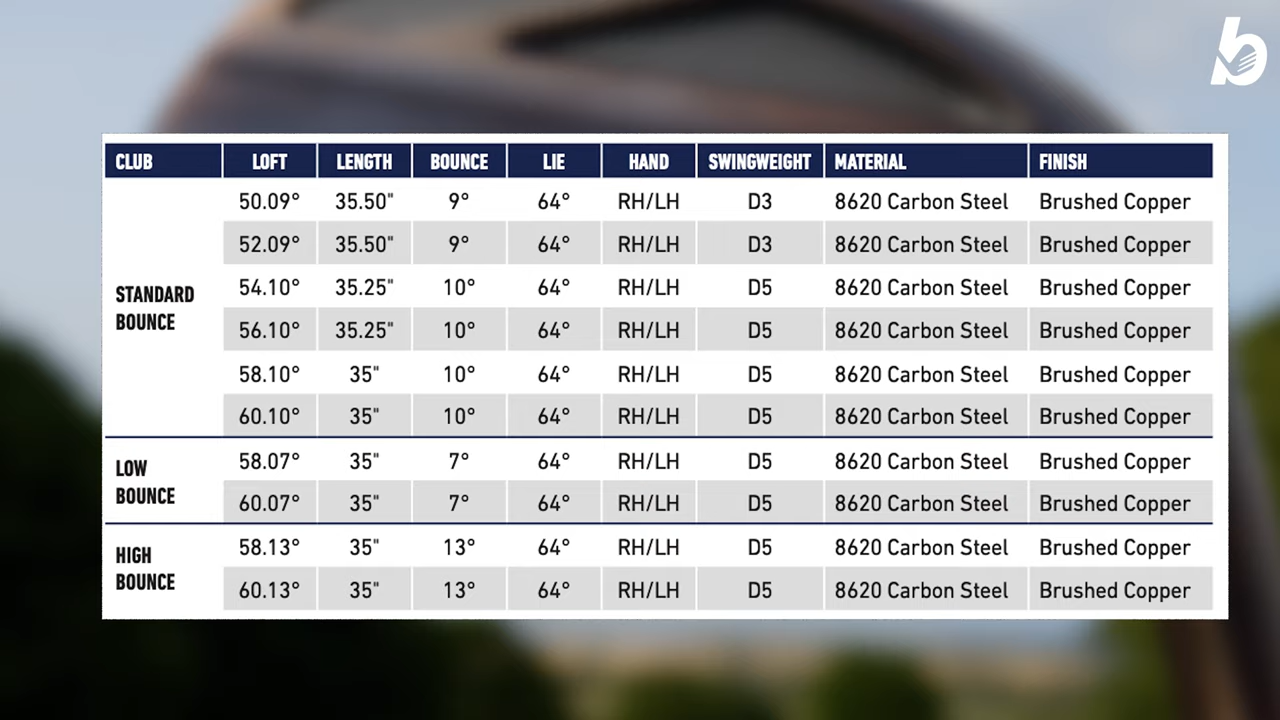 CLUB LOFT LENGTH BOUNCE LIE HAND SWINGWEIGHT MATERIAL FINISH
STANDARD
BOUNCE
50.09° 35.50" 9° 64° RH/LH D3 8620 Carbon Steel Brushed Copper
52.09° 35.50" 9° 64° RH/LH D3 8620 Carbon Steel Brushed Copper
54.10° 35.25" 10° 64° RH/LH D5 8620 Carbon Steel Brushed Copper
56.10° 35.25" 10° 64° RH/LH D5 8620 Carbon Steel Brushed Copper
58.10° 35" 10° 64° RH/LH D5 8620 Carbon Steel Brushed Copper
60.10° 35" 10° 64° RH/LH D5 8620 Carbon Steel Brushed Copper
LOW
BOUNCE
58.07° 35" 7° 64° RH/LH D5 8620 Carbon Steel Brushed Copper
60.07° 35" 7° 64° RH/LH D5 8620 Carbon Steel Brushed Copper
HIGH
BOUNCE
58.13° 35" 13° 64° RH/LH D5 8620 Carbon Steel Brushed Copper
60.13° 35" 13° 64° RH/LH D5 8620 Carbon Steel Brushed Copper